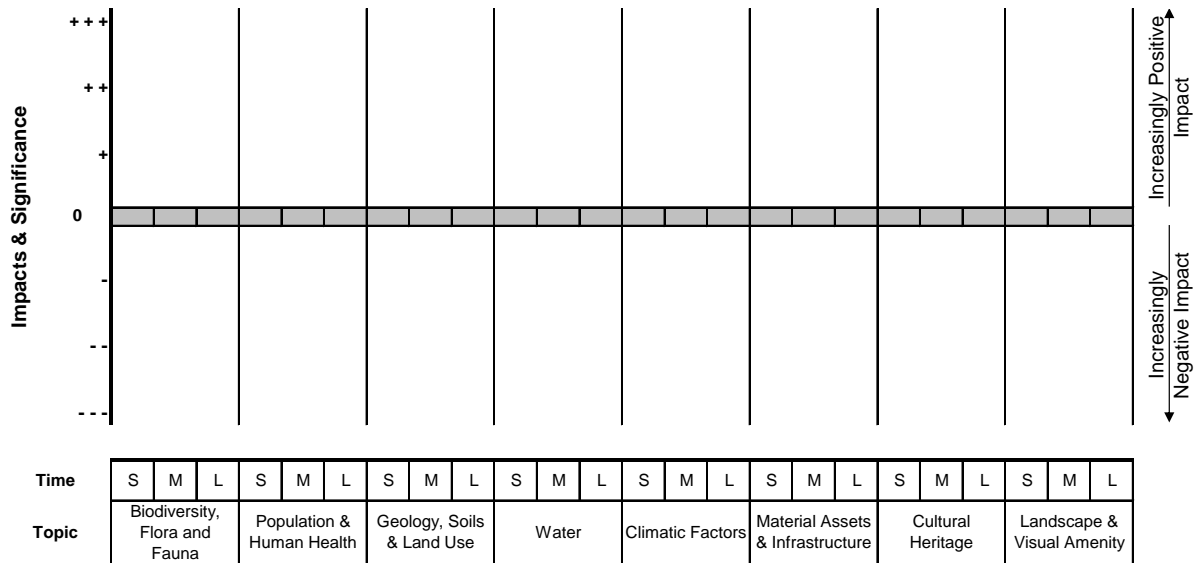 + + +
+ +
+
0
-
- -
- - -
Impacts & Significance
Increasingly Positive
Impact
Increasingly
Negative Impact
Time S M L S M L S M L S M L S M L S M L S M L S M L
Topic
Biodiversity,
Flora and
Fauna
Population &
Human Health
Geology, Soils
& Land Use
Water
Climatic Factors
Material Assets
& Infrastructure
Cultural
Heritage
Landscape &
Visual Amenity